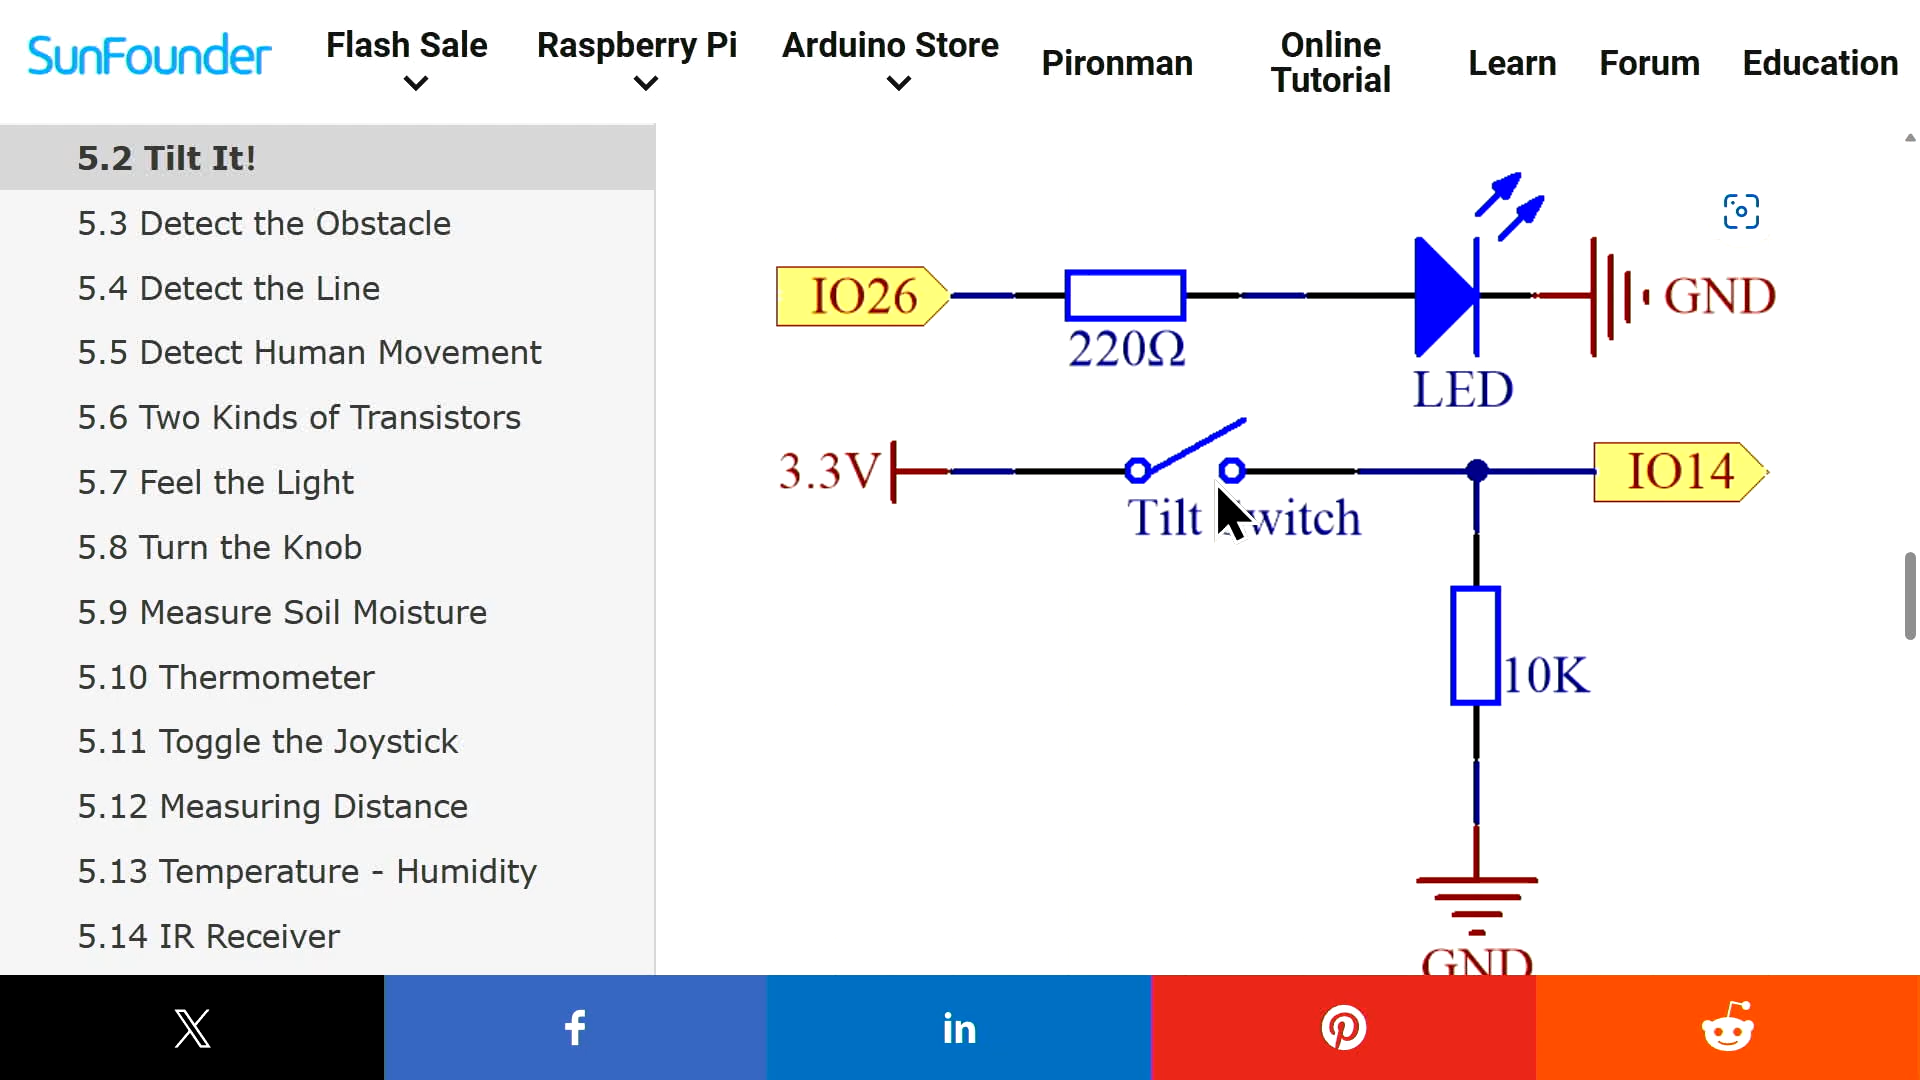 SunFounder
Flash Sale
Raspberry Pi
Arduino Store
Pironman
Online
Tutorial
Learn
Forum
Education
5.2 Tilt It!
5.3 Detect the Obstacle
5.4 Detect the Line
5.5 Detect Human Movement
5.6 Two Kinds of Transistors
5.7 Feel the Light
5.8 Turn the Knob
5.9 Measure Soil Moisture
5.10 Thermometer
5.11 Toggle the Joystick
5.12 Measuring Distance
5.13 Temperature - Humidity
5.14 IR Receiver
IO26
220Ω
LED
GND
3.3V
Tilt Switch
IO14
10K
GND